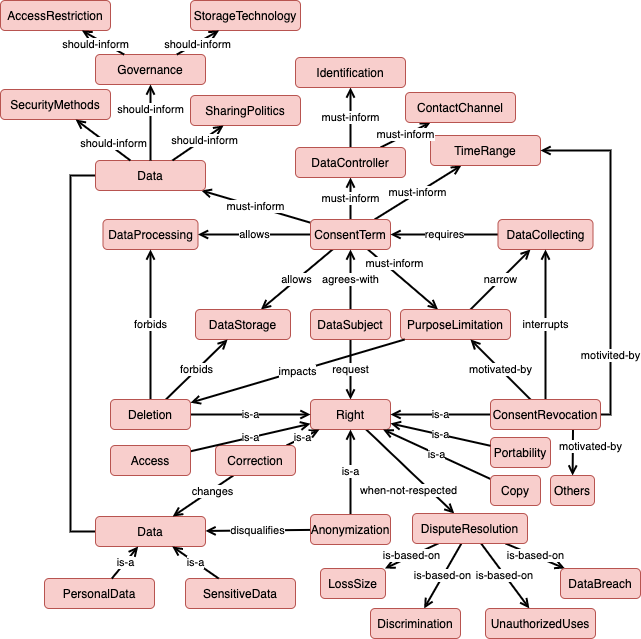 AccessRestriction
StorageTechnology
should-inform
should-inform
Governance
Identification
SecurityMethods
should-inform
SharingPolitics
ContactChannel
must-inform
should-inform
should-inform
must-inform
TimeRange
DataController
Data
must-inform
must-inform
must-inform
DataProcessing
allows
ConsentTerm
requires
DataCollecting
must-inform
allows
agrees-with
narrow
forbids
DataStorage
DataSubject
PurposeLimitation
interrupts
motivited-by
forbids
impacts
request
motivated-by
Deletion
is-a
Right
is-a
ConsentRevocation
is-a
is-a
is-a
motivated-by
Access
Correction
is-a
Portability
is-a
changes
when-not-respected
Copy
Others
Data
disqualifies
Anonymization
DisputeResolution
is-a
is-a
is-based-on
is-based-on
is-based-on
is-based-on
PersonalData
SensitiveData
LossSize
DataBreach
Discrimination
UnauthorizedUses